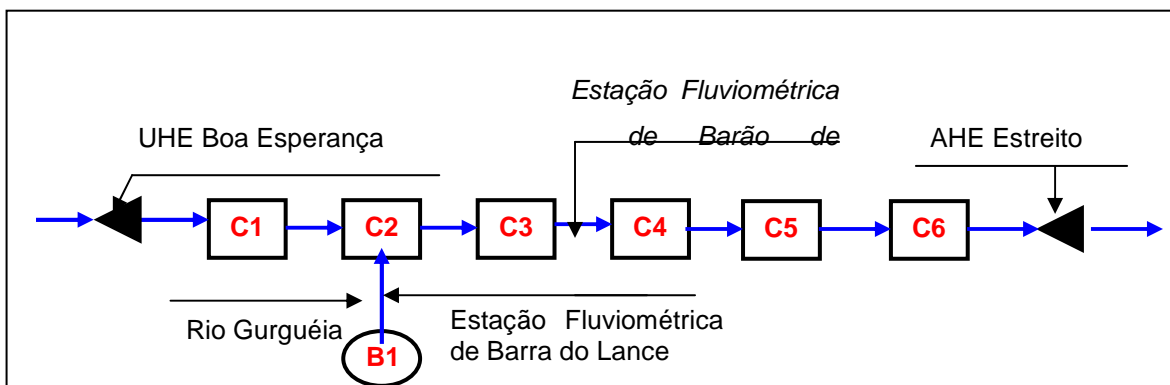 Estação Fluviométrica
de Barão de
UHE Boa Esperança
AHE Estreito
C1
C2
C3
C4
C5
C6
Rio Gurguéia
Estação Fluviométrica
de Barra do Lance
B1